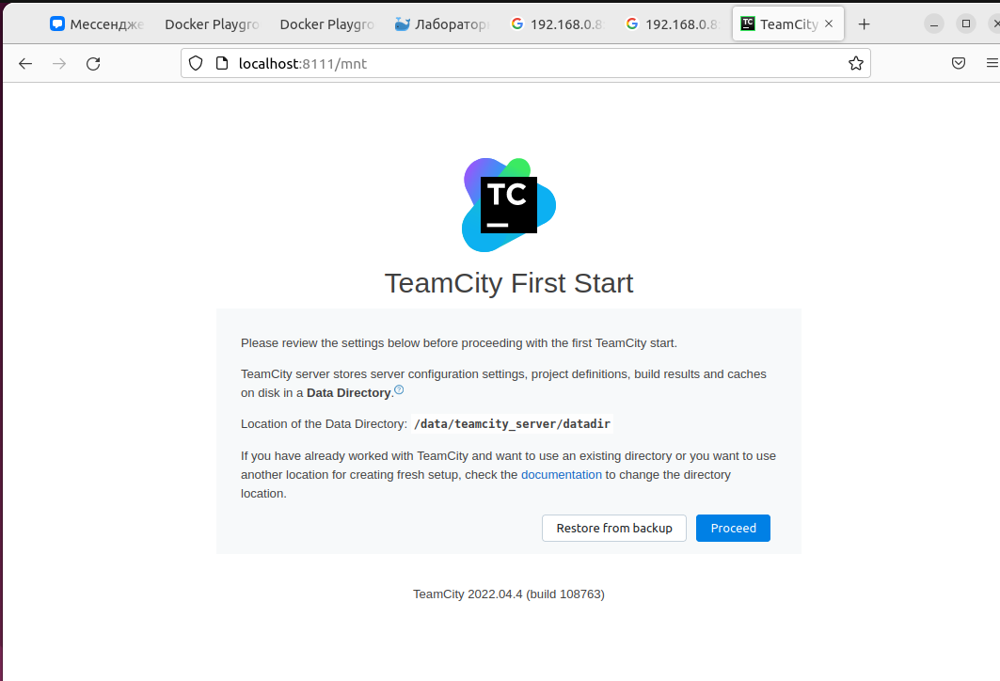 Мессендже
Docker Playgro
Docker Playgro
Лаборатор
192.168.0.8
192.168.0.8
TeamCity
localhost:8111/mnt
TC
TeamCity First Start
Please review the settings below before proceeding with the first TeamCity start.
TeamCity server stores server configuration settings, project definitions, build results and caches
on disk in a Data Directory.
Location of the Data Directory: /data/teamcity_server/datadir
If you have already worked with TeamCity and want to use an existing directory or you want to use
another location for creating fresh setup, check the documentation to change the directory
location.
Restore from backup
Proceed
TeamCity 2022.04.4 (build 108763)